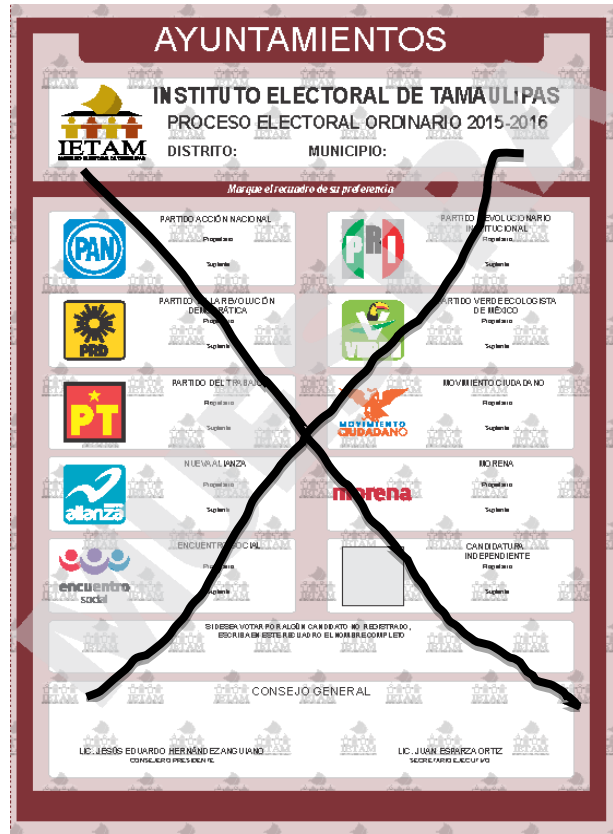 AYUNTAMIENTOS
INSTITUTO ELECTORAL DE TAMAULIPAS
PROCESO ELECTORAL ORDINARIO 2015-2016
IETAM
DISTRITO: MUNICIPIO:
Marque el recuadro de su preferencia
PAN
PARTIDO ACCIÓN NACIONAL
Propietario
Suplente
PRI
PARTIDO REVOLUCIONARIO
INSTITUCIONAL
Propietario
Suplente
PRD
PARTIDO DE LA REVOLUCIÓN
DEMOCRÁTICA
Propietario
Suplente
VERDE
PARTIDO VERDE ECOLOGISTA
DE MÉXICO
Propietario
Suplente
PT
PARTIDO DEL TRABAJO
Propietario
Suplente
MOVIMIENTO
CIUDADANO
MOVIMIENTO CIUDADANO
Propietario
Suplente
alianza
NUEVA ALIANZA
Propietario
Suplente
morena
MORENA
Propietario
Suplente
encuentro
social
ENCUENTRO SOCIAL
Propietario
Suplente
CANDIDATURA
INDEPENDIENTE
Propietario
Suplente
SI DESEA VOTAR POR ALGÚN CANDIDATO NO REGISTRADO,
ESCRIBA EN ESTE RECUADRO EL NOMBRE COMPLETO
CONSEJO GENERAL
LIC. JESÚS EDUARDO HERNÁNDEZ ANGUIANO
CONSEJERO PRESIDENTE
LIC. JUAN ESPARZA ORTIZ
SECRETARIO EJECUTIVO
MUESTRA